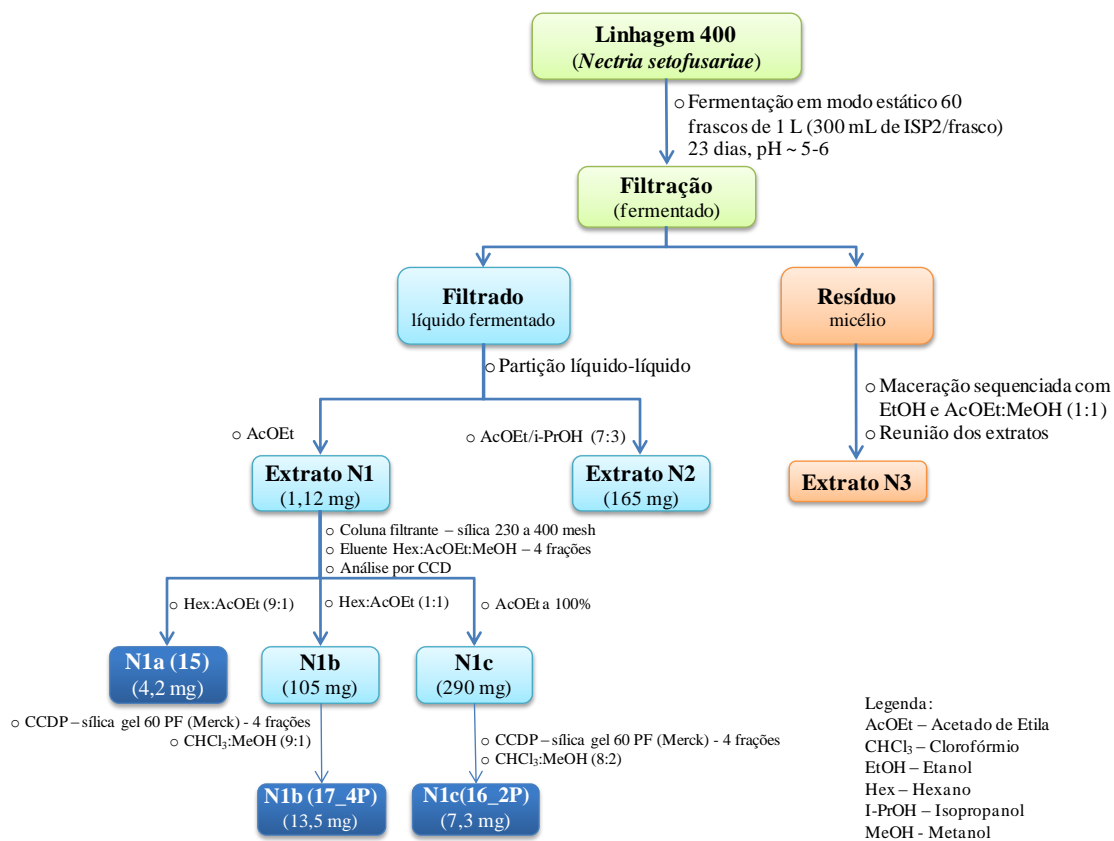 Linhagem 400
(Nectria setofusariae)
o Fermentação em modo estático 60
frascos de 1 L (300 mL de ISP2/frasco)
23 dias, pH ~ 5-6
Filtração
(fermentado)
Filtrado
líquido fermentado
Resíduo
micélio
o Partição líquido-líquido
o Maceração sequenciada com
EtOH e AcOEt:MeOH (1:1)
o Reunião dos extratos
o AcOEt
o AcOEt/i-PrOH (7:3)
Extrato N1
(1,12 mg)
Extrato N2
(165 mg)
Extrato N3
o Coluna filtrante – sílica 230 a 400 mesh
o Eluente Hex:AcOEt:MeOH – 4 frações
o Análise por CCD
o Hex:AcOEt (9:1)
o Hex:AcOEt (1:1)
o AcOEt a 100%
N1a (15)
(4,2 mg)
N1b
(105 mg)
N1c
(290 mg)
o CCDP – sílica gel 60 PF (Merck) - 4 frações
o CHCl₃:MeOH (9:1)
o CCDP – sílica gel 60 PF (Merck) - 4 frações
o CHCl₃:MeOH (8:2)
N1b (17_4P)
(13,5 mg)
N1c(16_2P)
(7,3 mg)
Legenda:
AcOEt – Acetado de Etila
CHCl₃ – Clorofórmio
EtOH – Etanol
Hex – Hexano
I-PrOH – Isopropanol
MeOH - Metanol